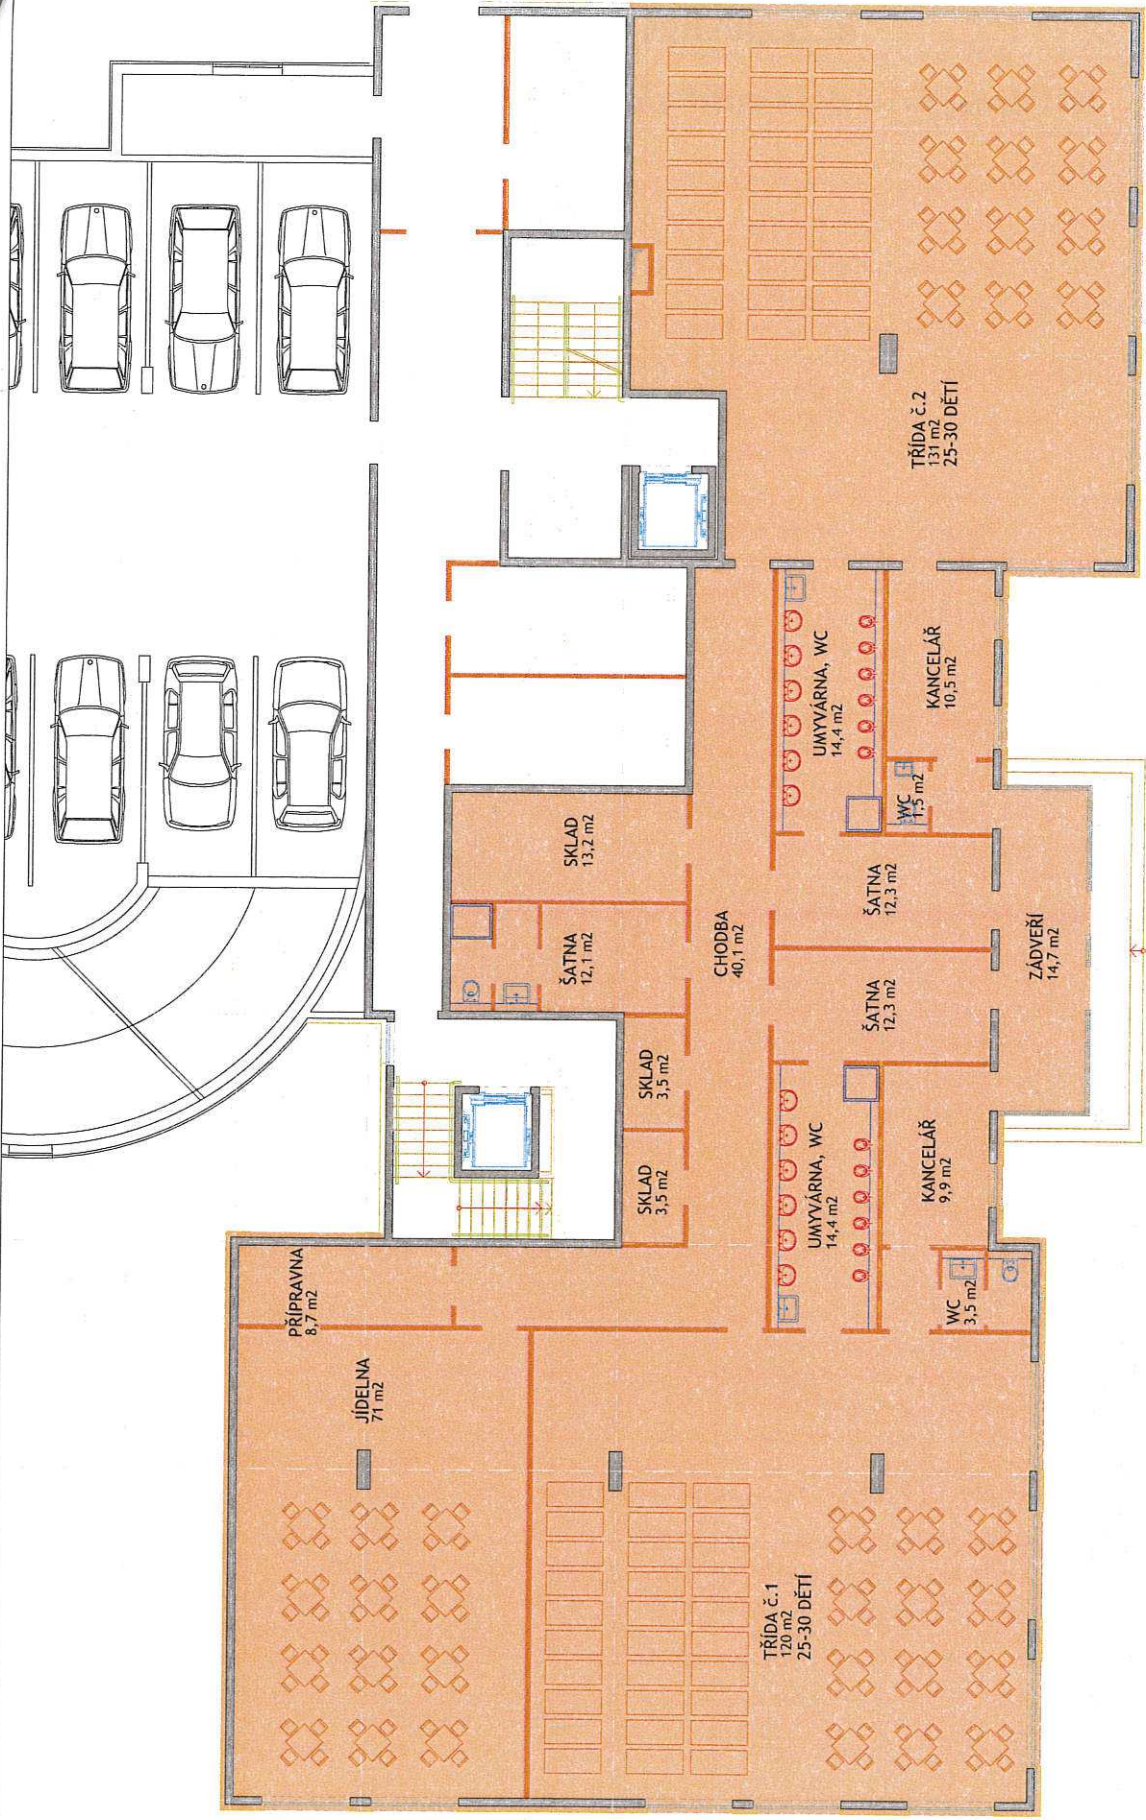 PŘÍPRAVNA
8,7 m2
JÍDELNA
71 m2
TŘÍDA č.1
120 m2
25-30 DĚTÍ
SKLAD
3,5 m2
SKLAD
3,5 m2
ŠATNA
12,1 m2
SKLAD
13,2 m2
CHODBA
40,1 m2
UMYVÁRNA, WC
14,4 m2
KANCELÁŘ
9,9 m2
WC
3,5 m2
ŠATNA
12,3 m2
ŠATNA
12,3 m2
ZÁDVEŘÍ
14,7 m2
UMYVÁRNA, WC
14,4 m2
WC
1,5 m2
KANCELÁŘ
10,5 m2
TŘÍDA č.2
131 m2
25-30 DĚTÍ